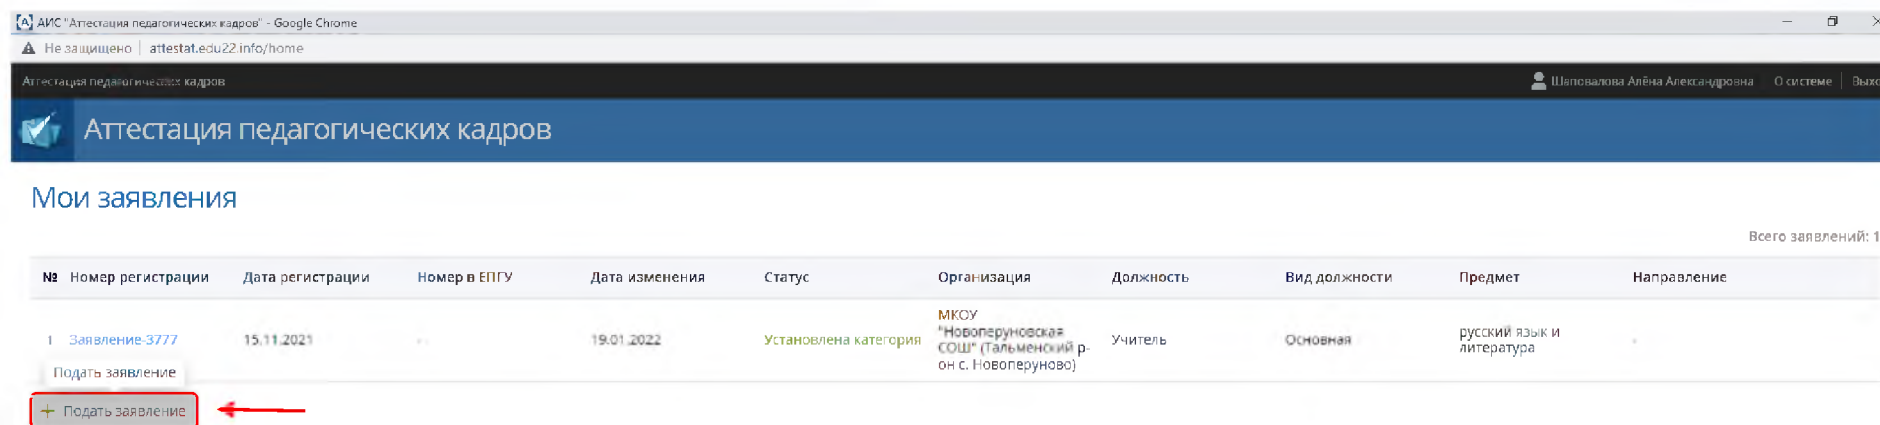 АИС "Аттестация педагогических кадров" - Google Chrome
Не защищено | attestat.edu22.info/home
Аттестация педагогических кадров Шаповалова Алёна Александровна О системе | Выхо
Аттестация педагогических кадров
Мои заявления
Всего заявлений: 1
№ Номер регистрации Дата регистрации Номер в ЕПГУ Дата изменения Статус Организация Должность Вид должности Предмет Направление
1 Заявление-3777 15.11.2021 - 19.01.2022 Установлена категория МКОУ
"Новоперуновская
СОШ" (Тальменский р-
он с. Новоперуново) Учитель Основная русский язык и
литература -
Подать заявление
+ Подать заявление